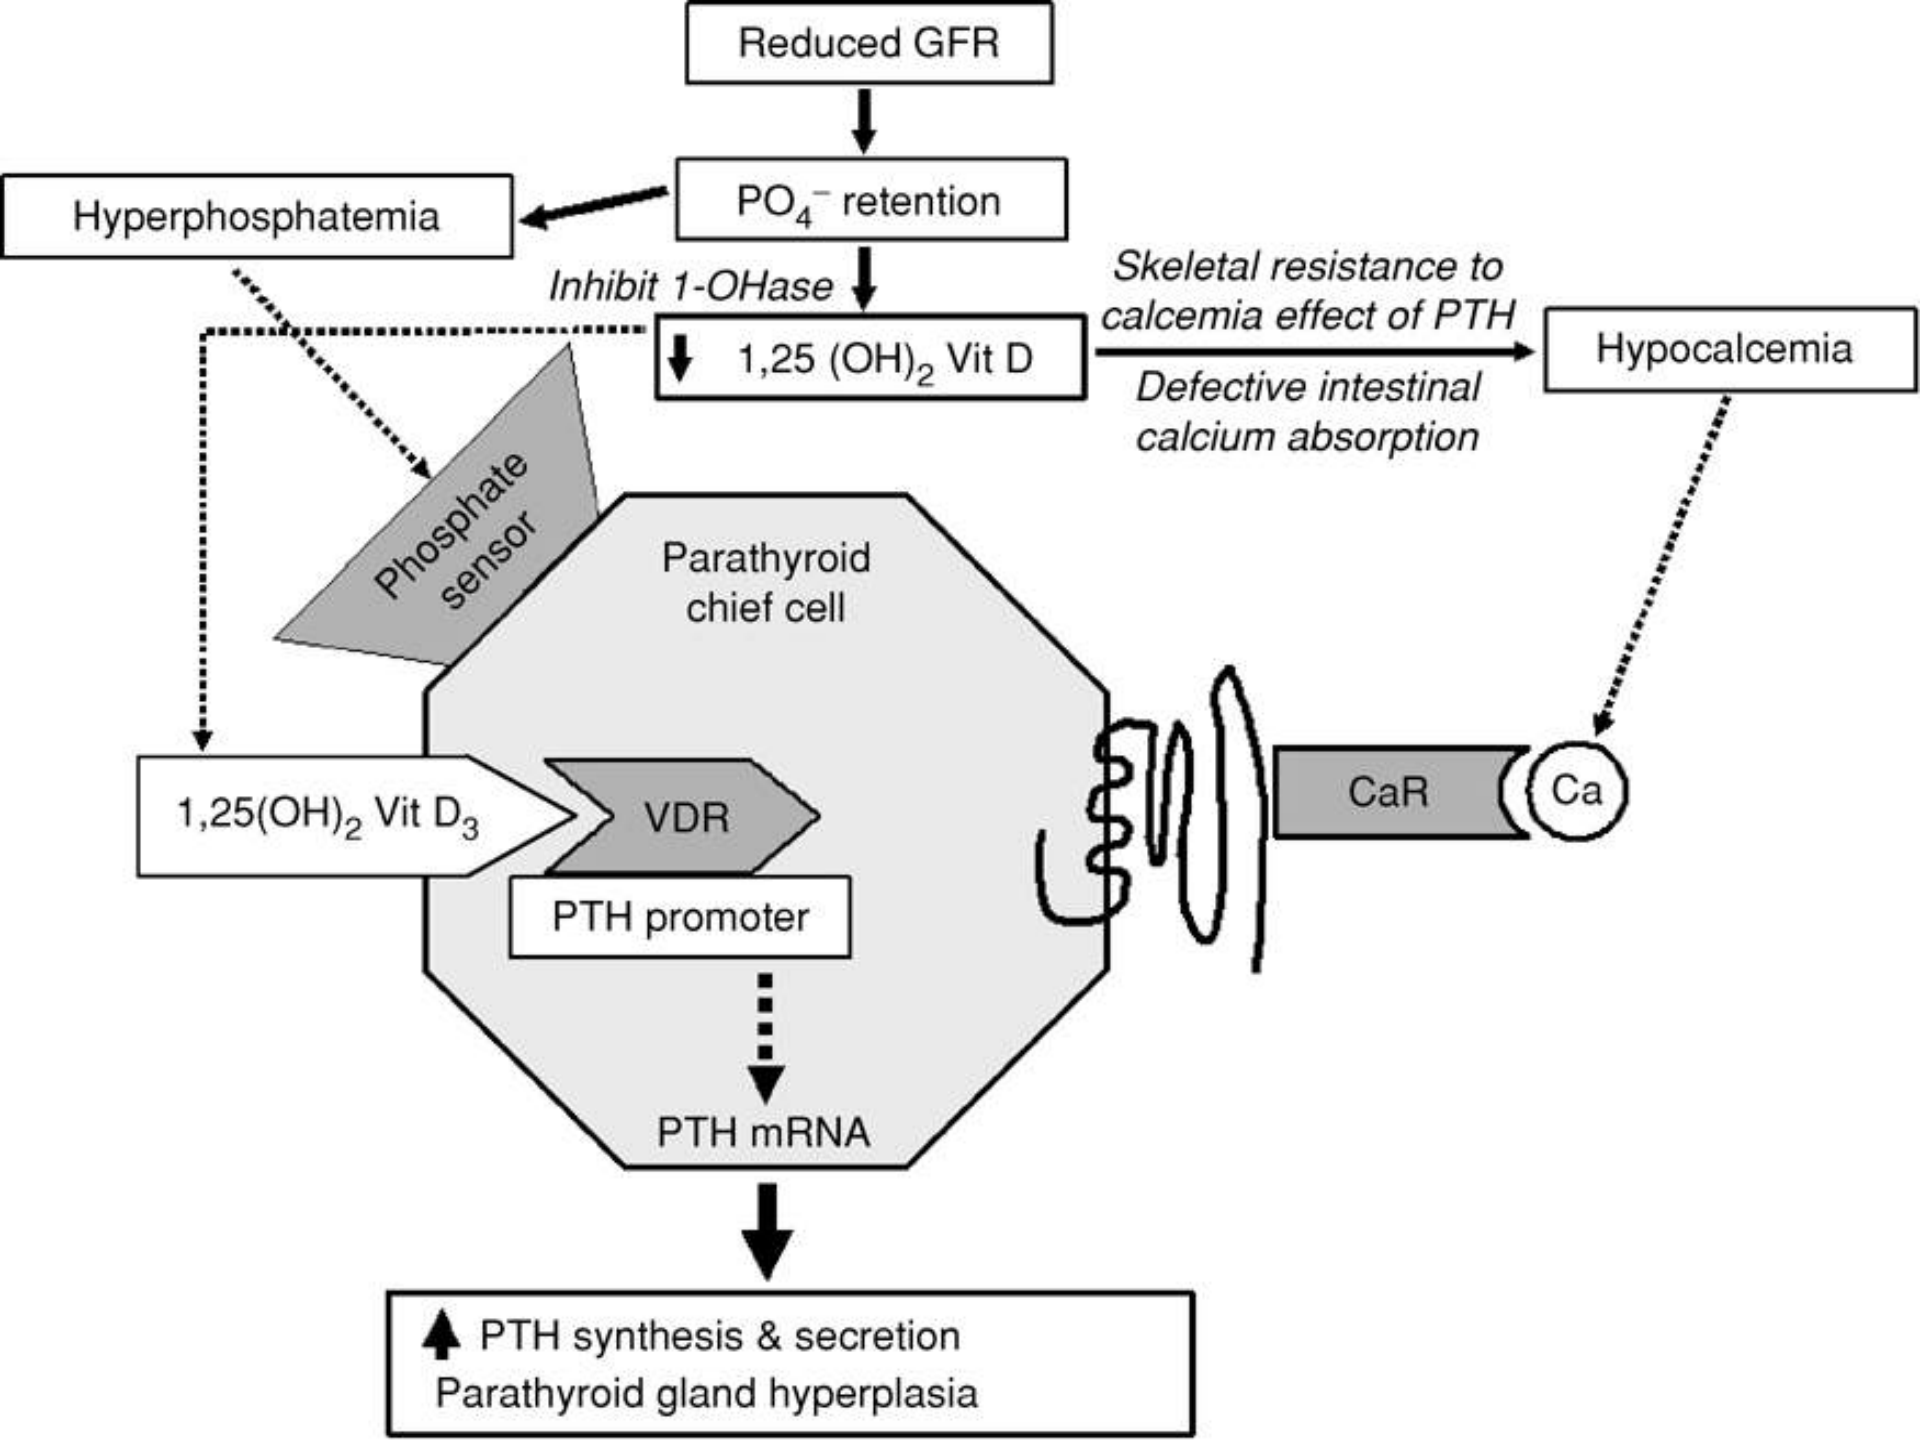 Reduced GFR
PO₄⁻ retention
Hyperphosphatemia
Inhibit 1-OHase
1,25 (OH)₂ Vit D
Skeletal resistance to
calcemia effect of PTH
Defective intestinal
calcium absorption
Hypocalcemia
Phosphate
sensor
Parathyroid
chief cell
1,25(OH)₂ Vit D₃
VDR
PTH promoter
CaR
Ca
PTH mRNA
PTH synthesis & secretion
Parathyroid gland hyperplasia